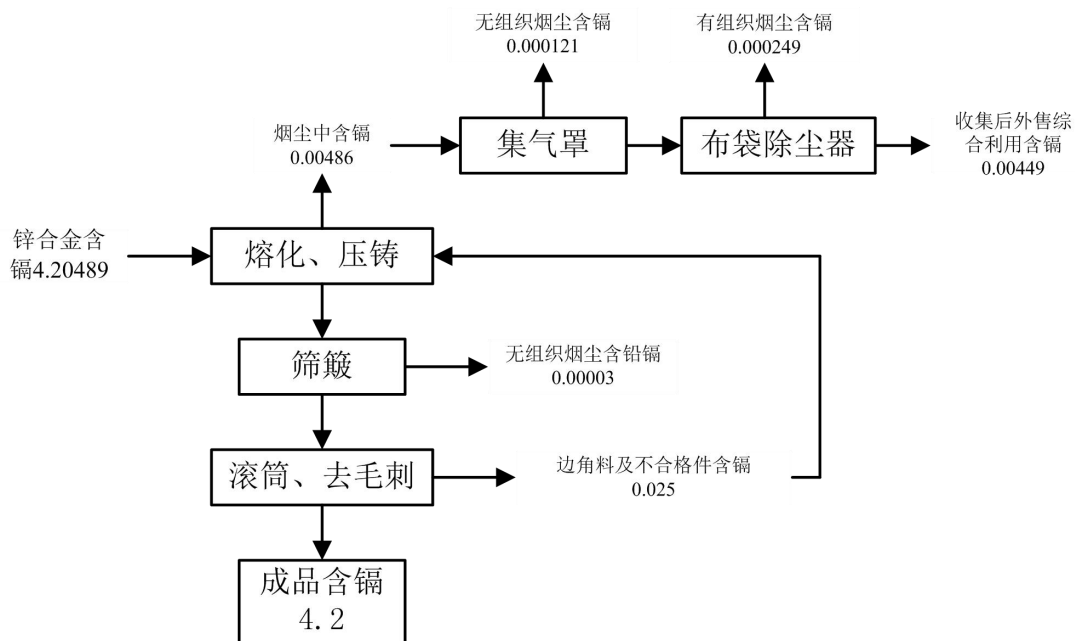 无组织烟尘含镉
0.000121
有组织烟尘含镉
0.000249
烟尘中含镉
0.00486
集气罩
布袋除尘器
收集后外售综
合利用含镉
0.00449
锌合金含
镉4.20489
熔化、压铸
筛簸
无组织烟尘含铅镉
0.00003
滚筒、去毛刺
边角料及不合格件含镉
0.025
成品含镉
4.2